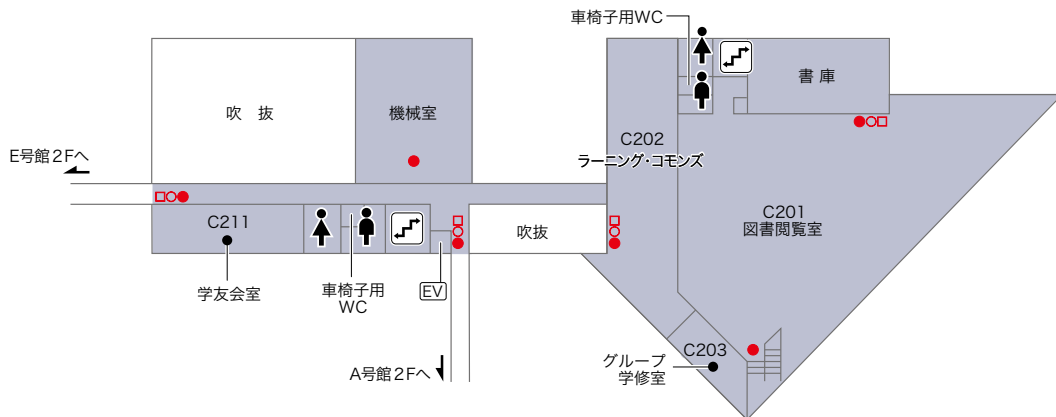 車椅子用WC
吹 抜
機械室
書 庫
C202
ラーニング・コモンズ
E号館2Fへ
C211
C201
図書閲覧室
吹抜
学友会室
車椅子用
WC
EV
C203
グループ
学修室
A号館2Fへ